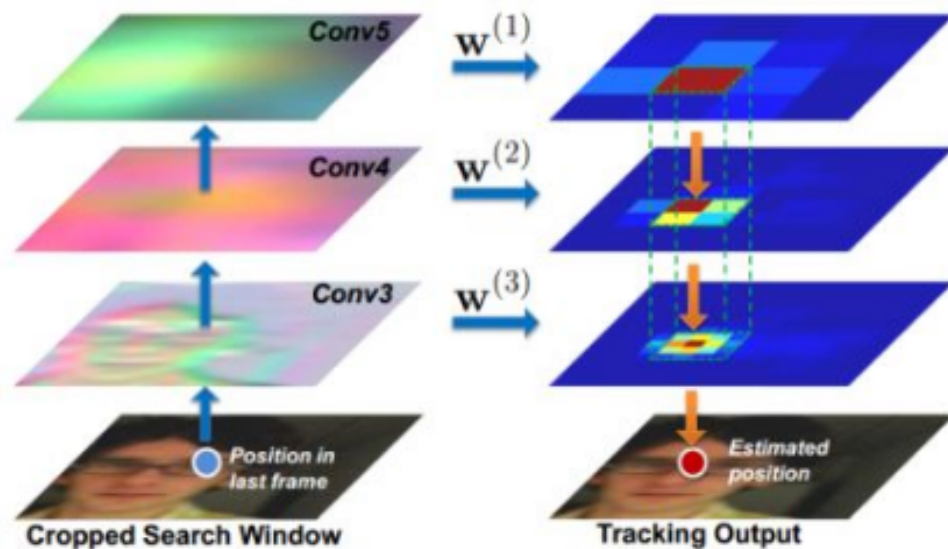 Conv5
w(1)
Conv4
w(2)
Conv3
w(3)
Position in
last frame
Estimated
position
Cropped Search Window
Tracking Output